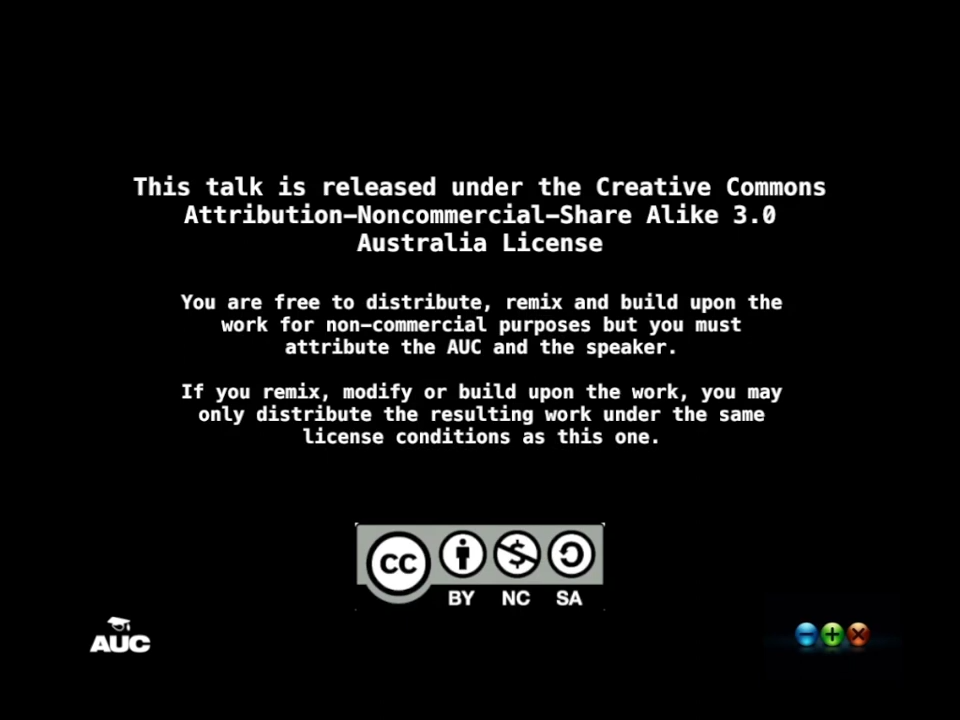 This talk is released under the Creative Commons
Attribution-Noncommercial-Share Alike 3.0
Australia License
You are free to distribute, remix and build upon the
work for non-commercial purposes but you must
attribute the AUC and the speaker.
If you remix, modify or build upon the work, you may
only distribute the resulting work under the same
license conditions as this one.
CC
BY NC SA
AUC